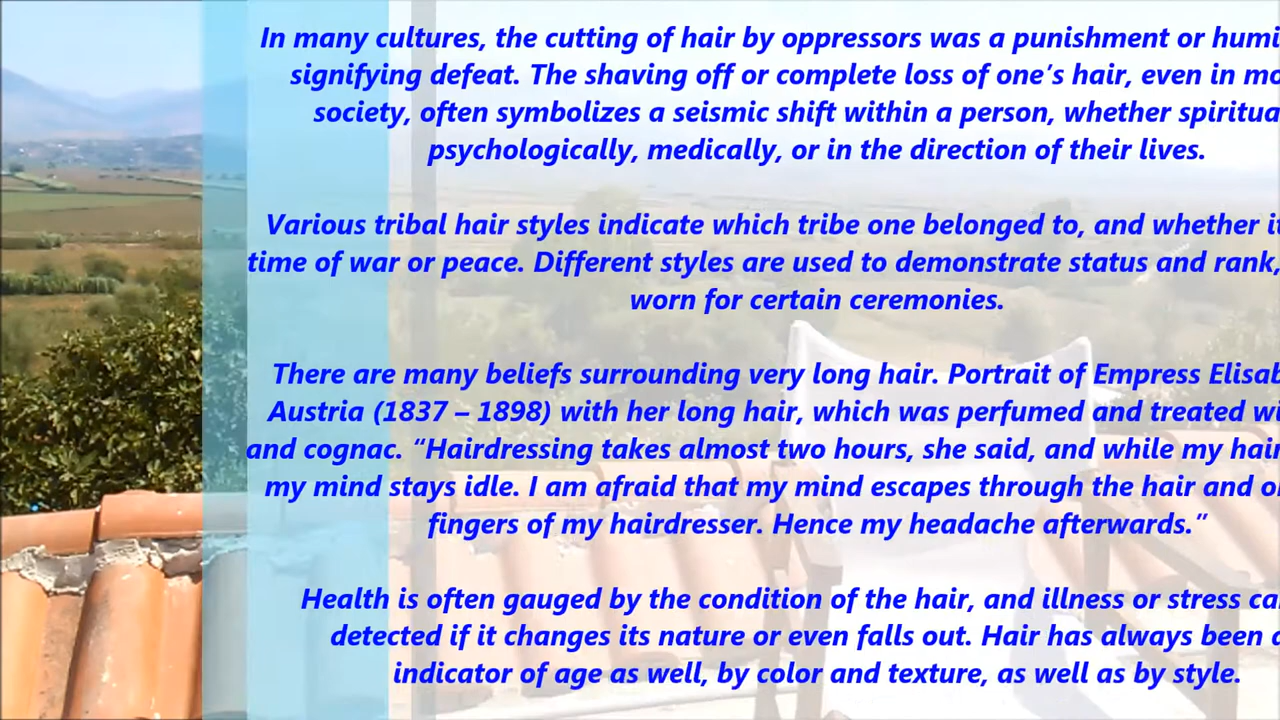 In many cultures, the cutting of hair by oppressors was a punishment or
signifying defeat. The shaving off or complete loss of one's hair, even in
society, often symbolizes a seismic shift within a person, whether
psychologically, medically, or in the direction of their lives.
Various tribal hair styles indicate which tribe one belonged to, and whether
time of war or peace. Different styles are used to demonstrate status and rank,
worn for certain ceremonies.
There are many beliefs surrounding very long hair. Portrait of Empress
Austria (1837 – 1898) with her long hair, which was perfumed and treated
and cognac. “Hairdressing takes almost two hours, she said, and while my hair
my mind stays idle. I am afraid that my mind escapes through the hair and
fingers of my hairdresser. Hence my headache afterwards.”
Health is often gauged by the condition of the hair, and illness or stress
detected if it changes its nature or even falls out. Hair has always been
indicator of age as well, by color and texture, as well as by style.